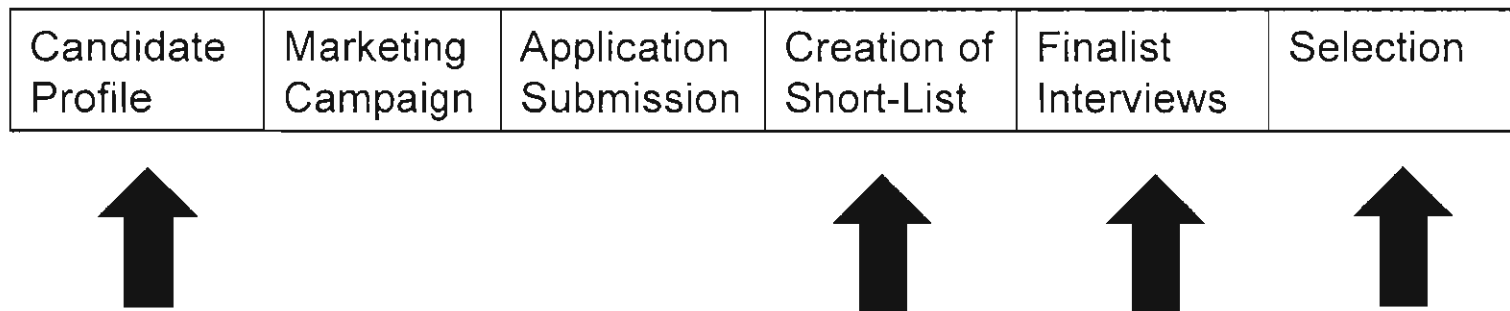 Candidate Profile
Marketing Campaign
Application Submission
Creation of Short-List
Finalist Interviews
Selection